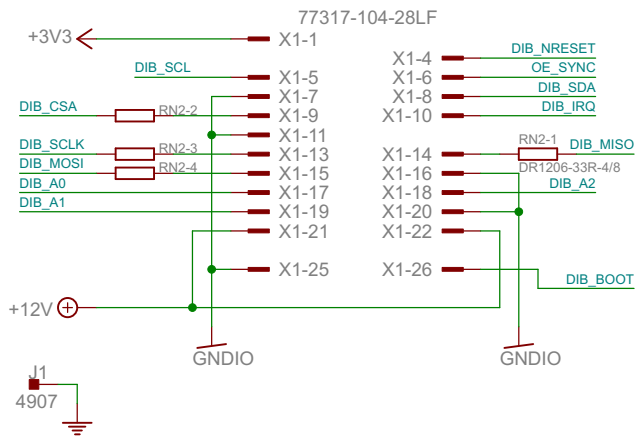 77317-104-28LF
+3V3
X1-1
DIB_NRESET
X1-4
DIB_SCL
X1-5
X1-6
OE_SYNC
X1-7
X1-8
DIB_SDA
DIB_CSA
RN2-2
X1-9
X1-10
DIB_IRQ
X1-11
RN2-1
DIB_SCLK
RN2-3
X1-13
X1-14
DIB_MISO
DIB_MOSI
RN2-4
X1-15
X1-16
DR1206-33R-4/8
DIB_A0
X1-17
X1-18
DIB_A2
DIB_A1
X1-19
X1-20
X1-21
X1-22
X1-25
X1-26
DIB_BOOT
+12V
GNDIO
GNDIO
J1
4907